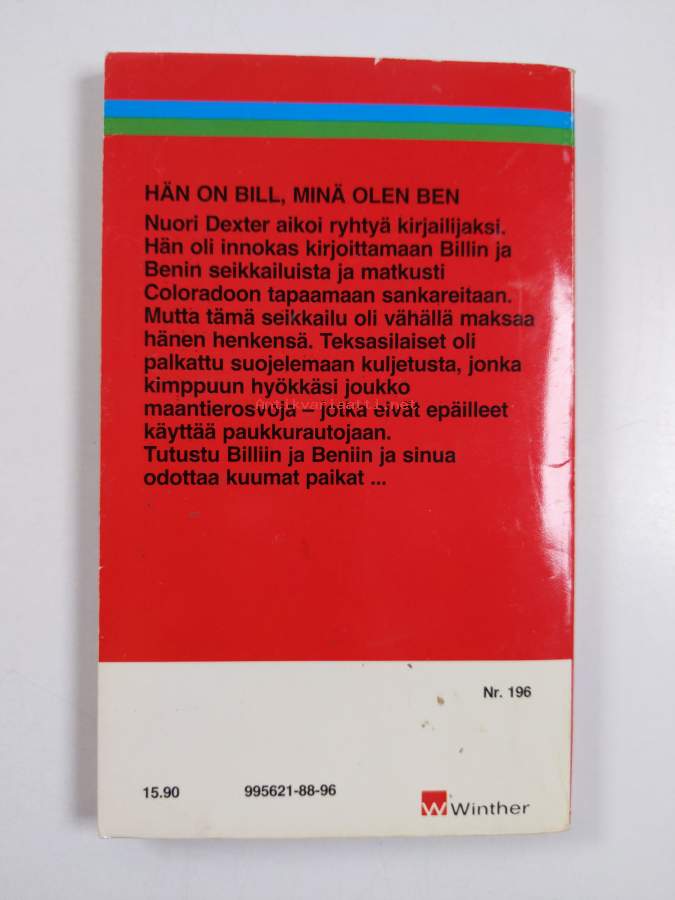 HÄN ON BILL, MINÄ OLEN BEN
Nuori Dexter aikoi ryhtyä kirjailijaksi.
Hän oli innokas kirjoittamaan Billin ja
Benin seikkailuista ja matkusti
Coloradoon tapaamaan sankareitaan.
Mutta tämä seikkailu oli vähällä maksaa
hänen henkensä. Teksasilaiset oli
palkattu suojelemaan kuljetusta, jonka
kimppuun hyökkäsi joukko
Antikvariaatti.net
maantierosvoja – jotka eivät epäilleet
käyttää paukkurautojaan.
Tutustu Billiin ja Beniin ja sinua
odottaa kuumat paikat ...
Nr. 196
15.90 995621-88-96 W Winther